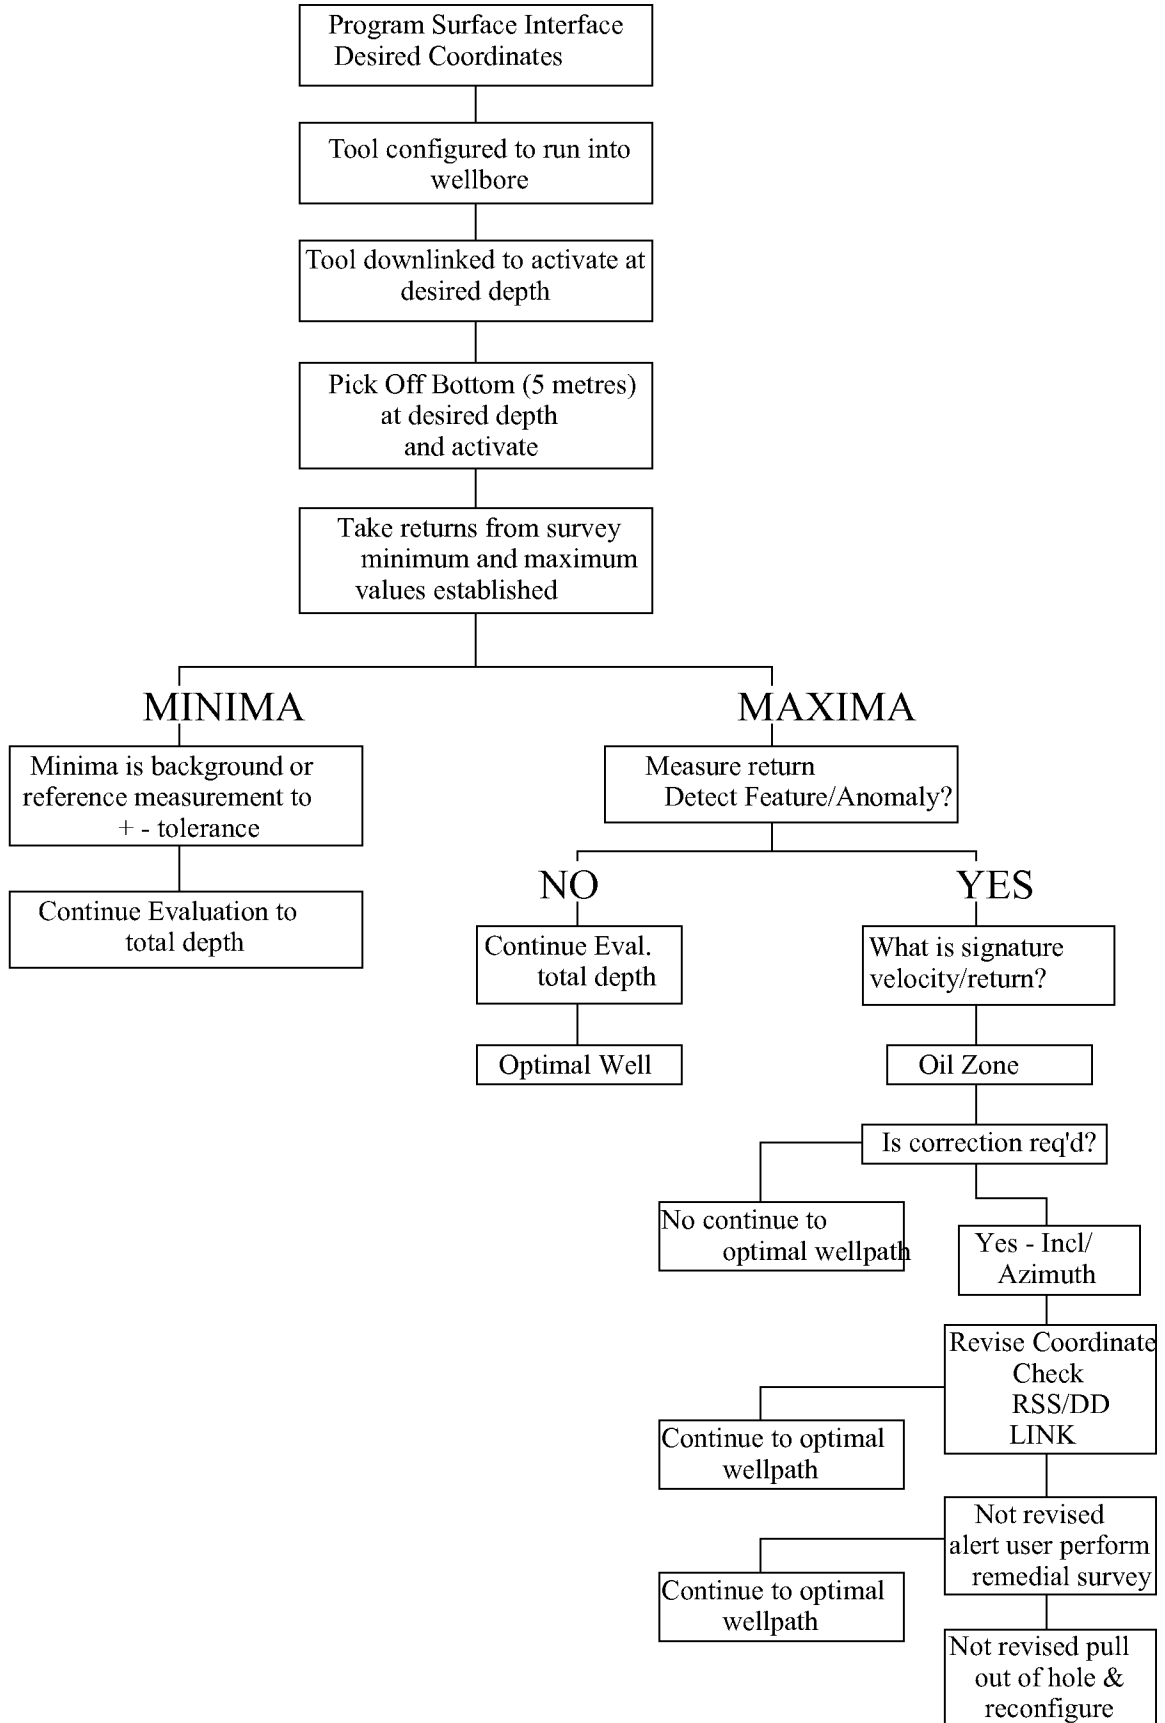 Program Surface Interface
Desired Coordinates
Tool configured to run into
wellbore
Tool downlinked to activate at
desired depth
Pick Off Bottom (5 metres)
at desired depth
and activate
Take returns from survey
minimum and maximum
values established
MINIMA
Minima is background or
reference measurement to
+ - tolerance
Continue Evaluation to
total depth
MAXIMA
Measure return
Detect Feature/Anomaly?
NO
Continue Eval.
total depth
Optimal Well
YES
What is signature
velocity/return?
Oil Zone
Is correction req'd?
No continue to
optimal wellpath
Yes - Incl/
Azimuth
Revise Coordinate
Check
RSS/DD
LINK
Continue to optimal
wellpath
Not revised
alert user perform
remedial survey
Continue to optimal
wellpath
Not revised pull
out of hole &
reconfigure